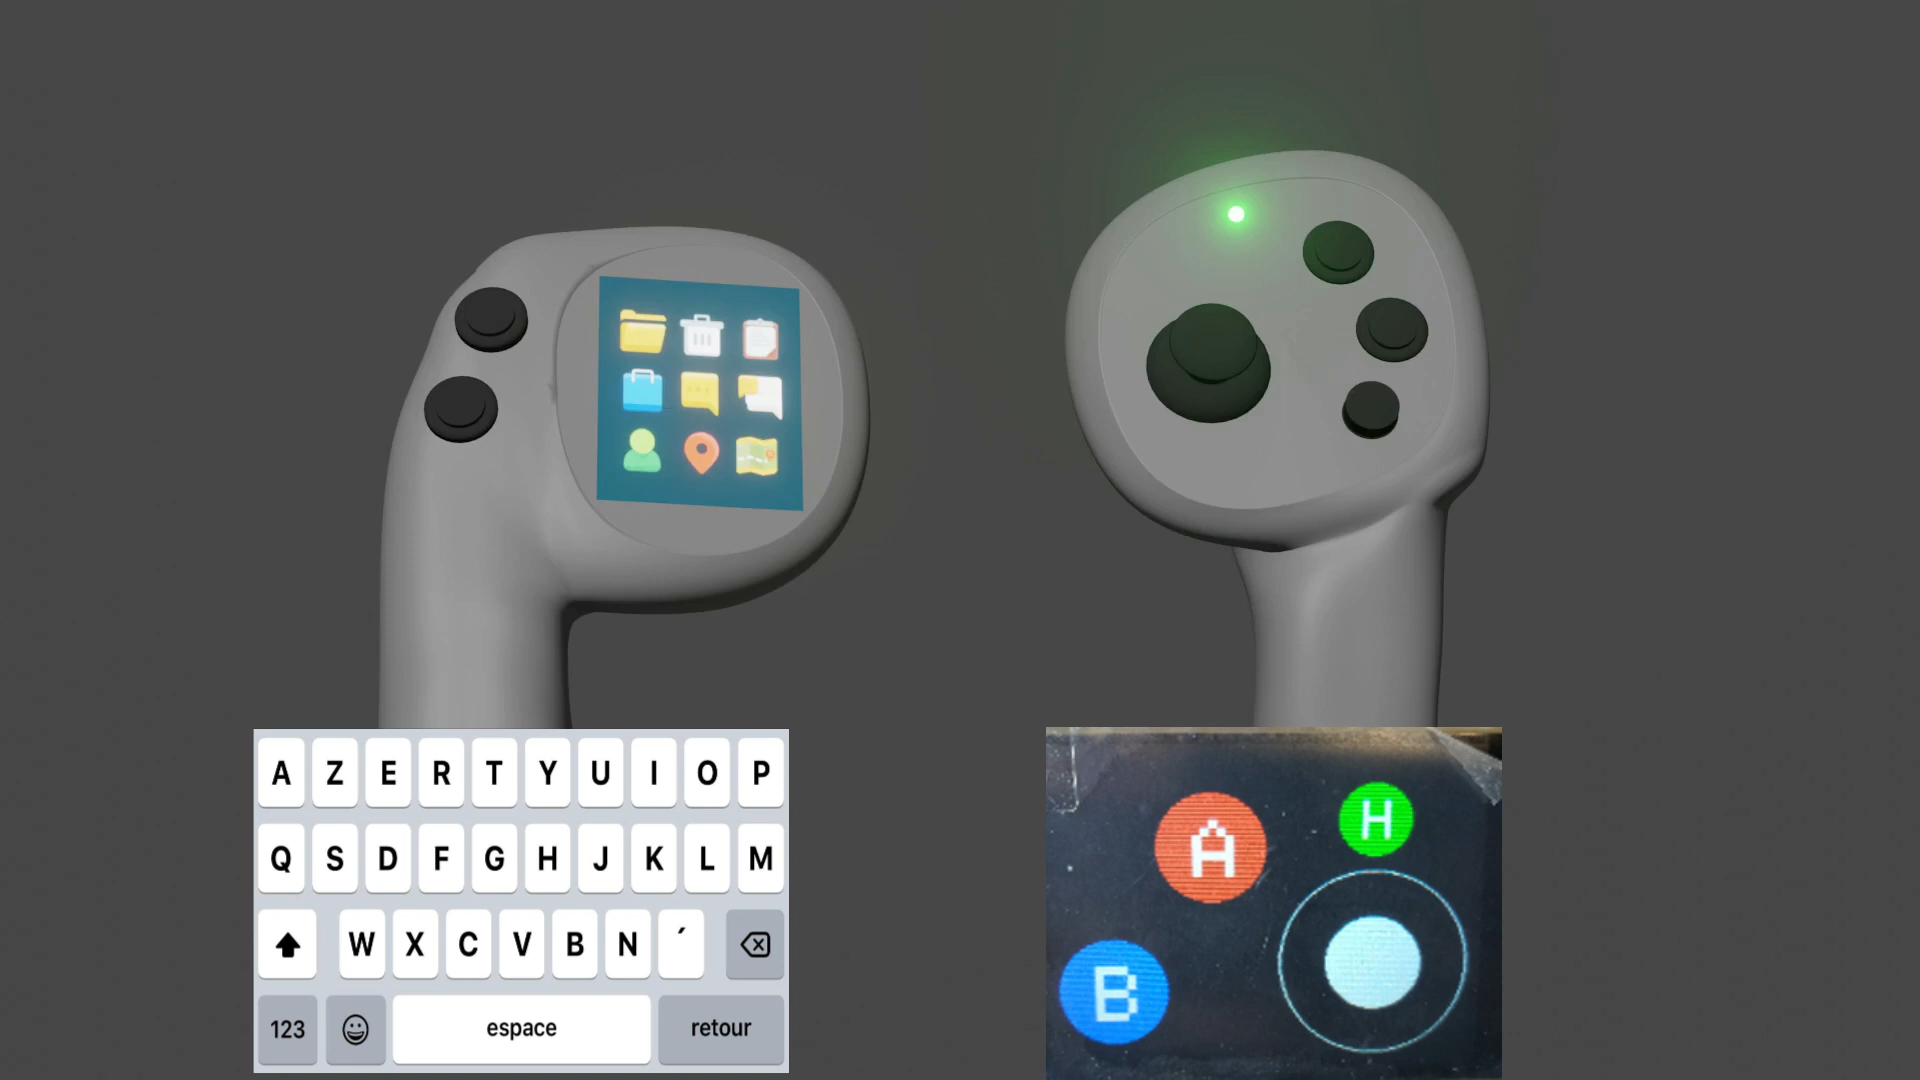 A Z E R T Y U I O P
Q S D F G H J K L M
W X C V B N ´
123 espace retour
A H
B